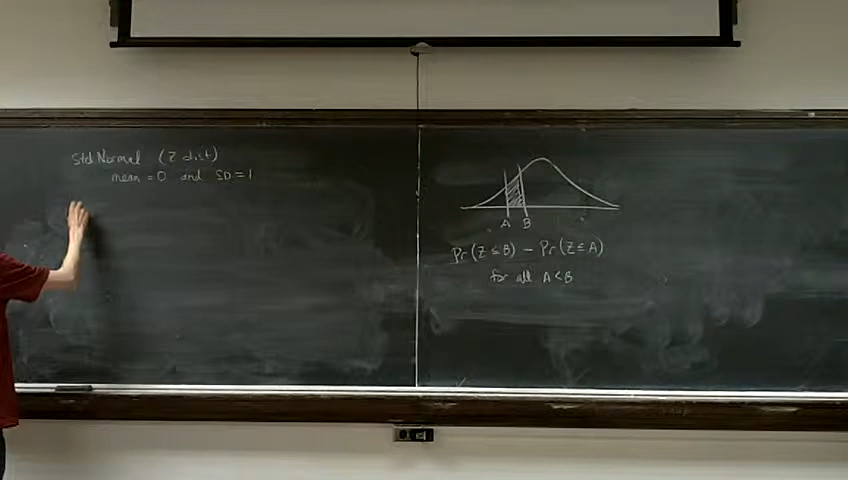 Std Normal (Z dist)
mean = 0 and SD = 1
A B
Pr(Z ≤ B) - Pr(Z ≤ A)
for all A < B